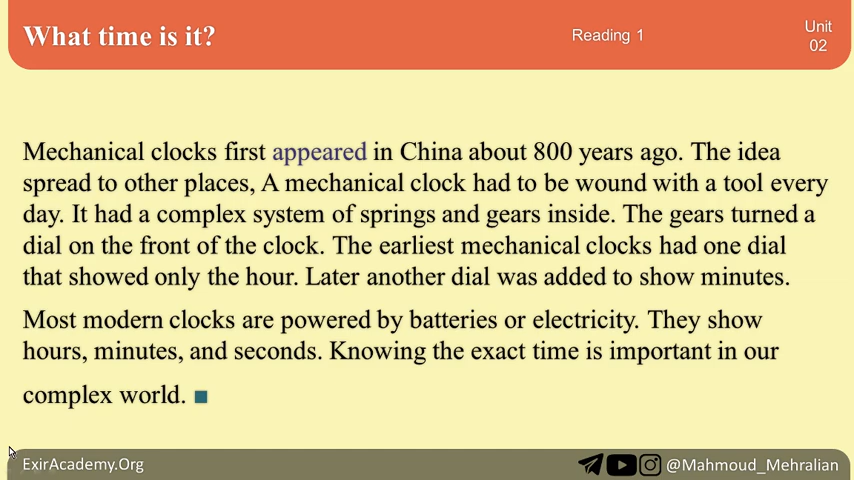 What time is it?
Reading 1
Unit
02
Mechanical clocks first appeared in China about 800 years ago. The idea
spread to other places, A mechanical clock had to be wound with a tool every
day. It had a complex system of springs and gears inside. The gears turned a
dial on the front of the clock. The earliest mechanical clocks had one dial
that showed only the hour. Later another dial was added to show minutes.
Most modern clocks are powered by batteries or electricity. They show
hours, minutes, and seconds. Knowing the exact time is important in our
complex world.
ExirAcademy.Org
@Mahmoud_Mehralian